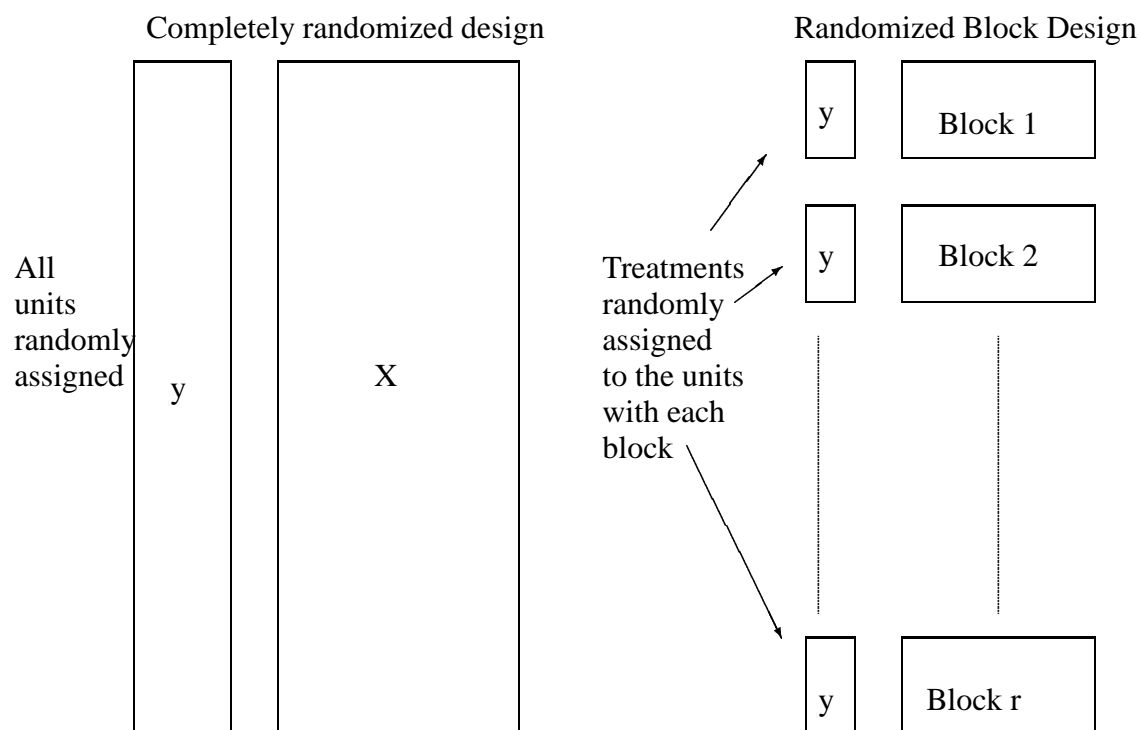 Completely randomized design
All
units
randomly
assigned
y
X
Randomized Block Design
y
Block 1
y
Block 2
Treatments
randomly
assigned
to the units
with each
block
y
Block r